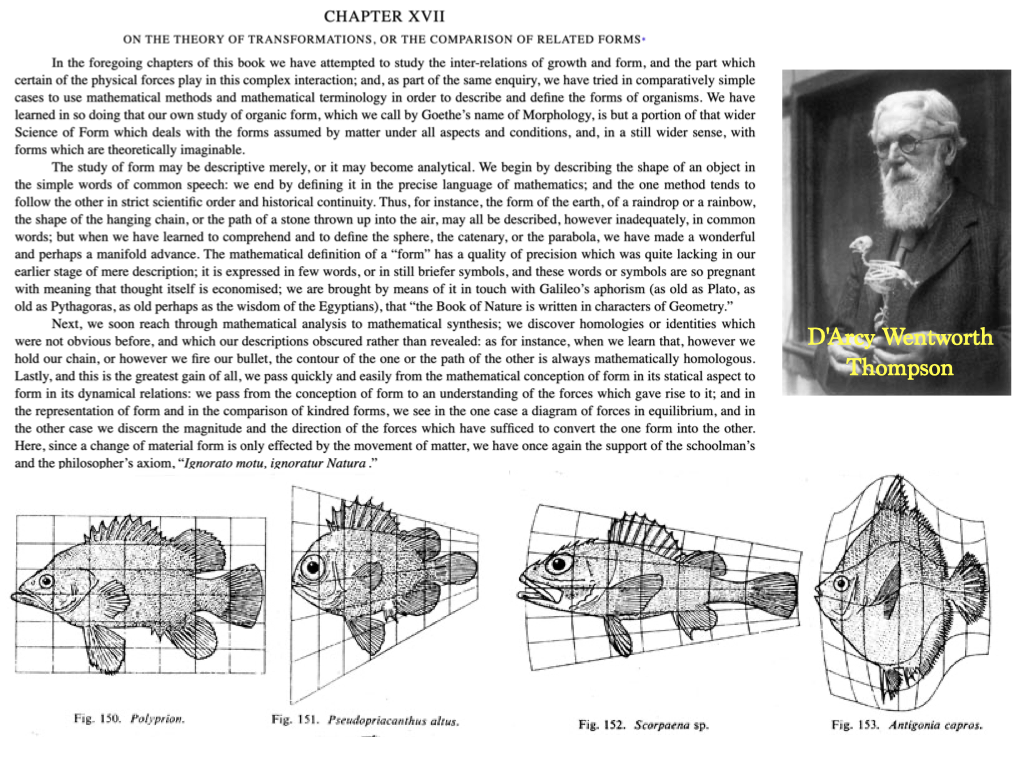 CHAPTER XVII
ON THE THEORY OF TRANSFORMATIONS, OR THE COMPARISON OF RELATED FORMS*
In the foregoing chapters of this book we have attempted to study the inter-relations of growth and form, and the part which
certain of the physical forces play in this complex interaction; and, as part of the same enquiry, we have tried in comparatively simple
cases to use mathematical methods and mathematical terminology in order to describe and define the forms of organisms. We have
learned in so doing that our own study of organic form, which we call by Goethe's name of Morphology, is but a portion of that wider
Science of Form which deals with the forms assumed by matter under all aspects and conditions, and, in a still wider sense, with
forms which are theoretically imaginable.
The study of form may be descriptive merely, or it may become analytical. We begin by describing the shape of an object in
the simple words of common speech: we end by defining it in the precise language of mathematics; and the one method tends to
follow the other in strict scientific order and historical continuity. Thus, for instance, the form of the earth, of a raindrop or a rainbow,
the shape of the hanging chain, or the path of a stone thrown up into the air, may all be described, however inadequately, in common
words; but when we have learned to comprehend and to define the sphere, the catenary, or the parabola, we have made a wonderful
and perhaps a manifold advance. The mathematical definition of a “form” has a quality of precision which was quite lacking in our
earlier stage of mere description; it is expressed in few words, or in still briefer symbols, and these words or symbols are so pregnant
with meaning that thought itself is economised; we are brought by means of it in touch with Galileo's aphorism (as old as Plato, as
old as Pythagoras, as old perhaps as the wisdom of the Egyptians), that “the Book of Nature is written in characters of Geometry.”
Next, we soon reach through mathematical analysis to mathematical synthesis; we discover homologies or identities which
were not obvious before, and which our descriptions obscured rather than revealed: as for instance, when we learn that, however we
hold our chain, or however we fire our bullet, the contour of the one or the path of the other is always mathematically homologous.
Lastly, and this is the greatest gain of all, we pass quickly and easily from the mathematical conception of form in its statical aspect to
form in its dynamical relations: we pass from the conception of form to an understanding of the forces which gave rise to it; and in
the representation of form and in the comparison of kindred forms, we see in the one case a diagram of forces in equilibrium, and in
the other case we discern the magnitude and the direction of the forces which have sufficed to convert the one form into the other.
Here, since a change of material form is only effected by the movement of matter, we have once again the support of the schoolman's
and the philosopher's axiom, “Ignorato motu, ignoratur Natura .”
D'Arcy Wentworth
Thompson
Fig. 150. Polyprion.
Fig. 151. Pseudopriacanthus altus.
Fig. 152. Scorpaena sp.
Fig. 153. Antigonia capros.